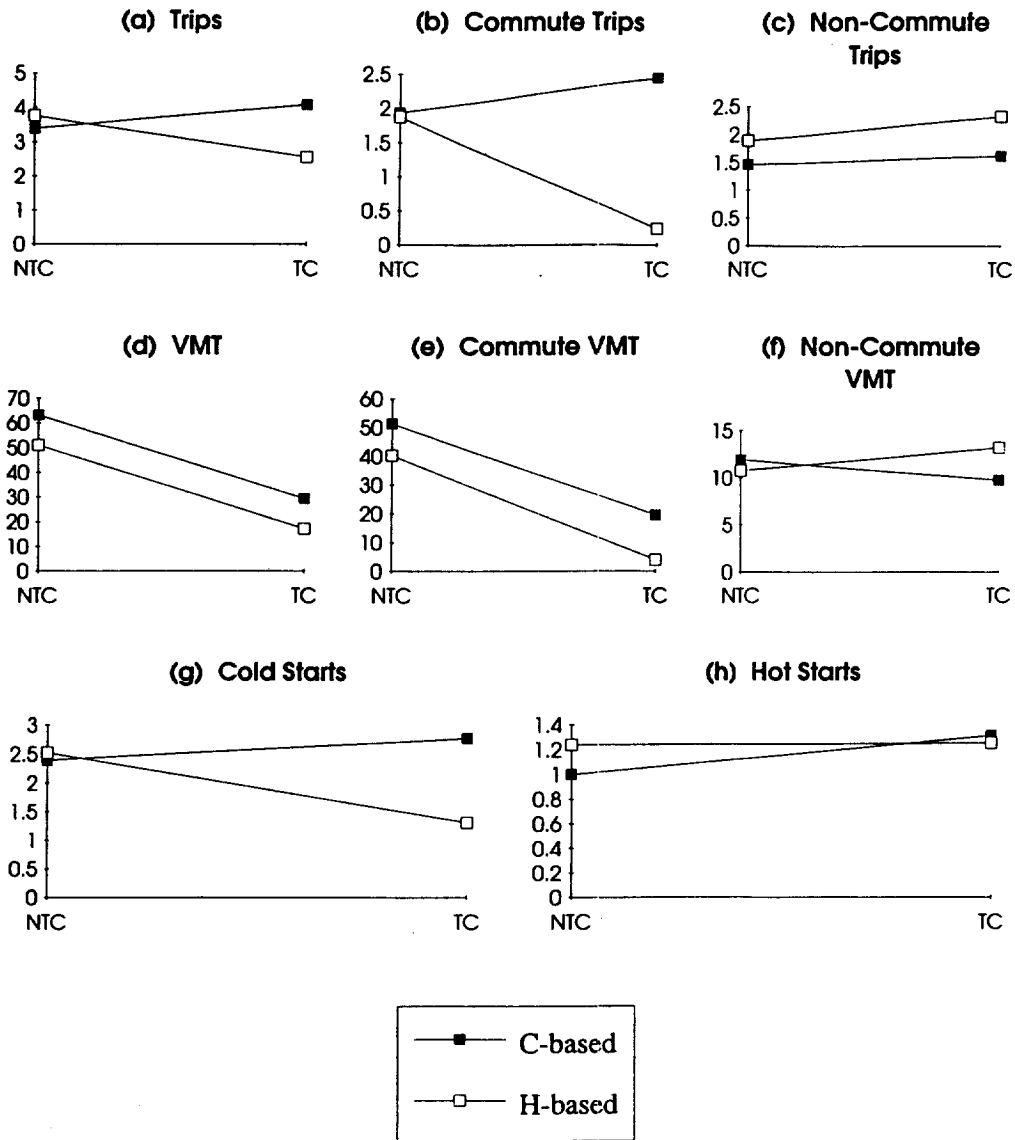 (a) Trips
(b) Commute Trips
(c) Non-Commute
Trips
5
4
3
2
1
0
NTC
TC
2.5
2
1.5
1
0.5
0
NTC
TC
2.5
2
1.5
1
0.5
0
NTC
TC
(d) VMT
(e) Commute VMT
(f) Non-Commute
VMT
70
60
50
40
30
20
10
0
NTC
TC
60
50
40
30
20
10
0
NTC
TC
15
10
5
0
NTC
TC
(g) Cold Starts
(h) Hot Starts
3
2.5
2
1.5
1
0.5
0
NTC
TC
1.4
1.2
1
0.8
0.6
0.4
0.2
0
NTC
TC
C-based
H-based